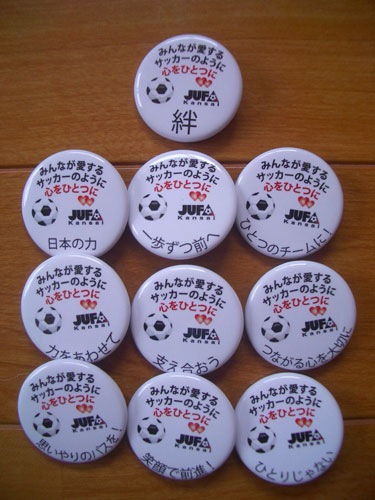 みんなが愛する
サッカーのように
心をひとつに
JUFA
Kansai
絆
みんなが愛する
サッカーのように
心をひとつに
JUFA
Kansai
日本の力
みんなが愛する
サッカーのように
心をひとつに
JUFA
Kansai
一歩ずつ前へ
みんなが愛する
サッカーのように
心をひとつに
JUFA
Kansai
ひとつのチームに!
みんなが愛する
サッカーのように
心をひとつに
JUFA
Kansai
力をあわせて
みんなが愛する
サッカーのように
心をひとつに
JUFA
Kansai
支え合おう
みんなが愛する
サッカーのように
心をひとつに
JUFA
Kansai
つながる心を大切に
みんなが愛する
サッカーのように
心をひとつに
JUFA
Kansai
思いやりのパスを!
みんなが愛する
サッカーのように
心をひとつに
JUFA
Kansai
笑顔で前進!
みんなが愛する
サッカーのように
心をひとつに
JUFA
Kansai
ひとりじゃない